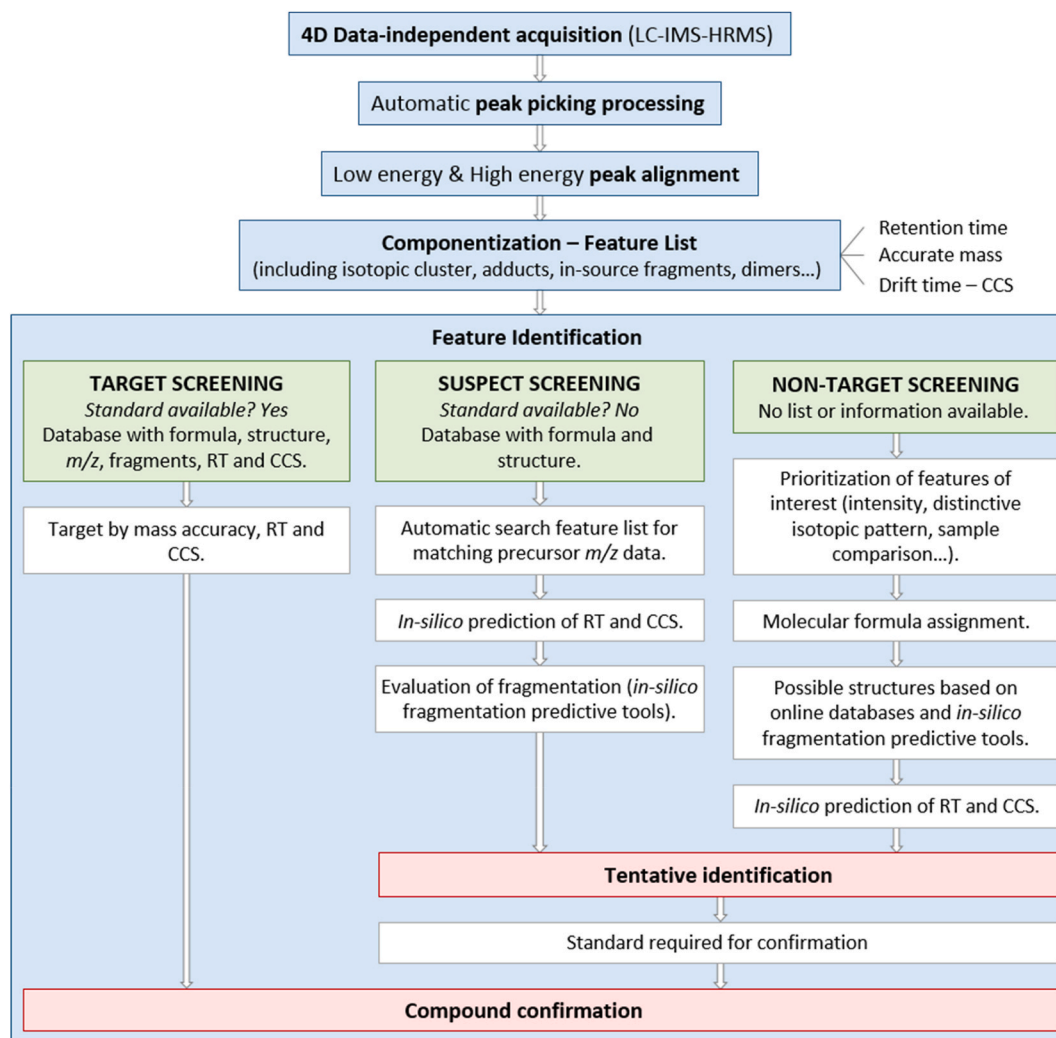 4D Data-independent acquisition (LC-IMS-HRMS)
Automatic peak picking processing
Low energy & High energy peak alignment
Componentization – Feature List
(including isotopic cluster, adducts, in-source fragments, dimers...)
Retention time
Accurate mass
Drift time – CCS
Feature Identification
TARGET SCREENING
Standard available? Yes
Database with formula, structure,
m/z, fragments, RT and CCS.
Target by mass accuracy, RT and
CCS.
SUSPECT SCREENING
Standard available? No
Database with formula and
structure.
Automatic search feature list for
matching precursor m/z data.
In-silico prediction of RT and CCS.
Evaluation of fragmentation (in-silico
fragmentation predictive tools).
NON-TARGET SCREENING
No list or information available.
Prioritization of features of
interest (intensity, distinctive
isotopic pattern, sample
comparison...).
Molecular formula assignment.
Possible structures based on
online databases and in-silico
fragmentation predictive tools.
In-silico prediction of RT and CCS.
Tentative identification
Standard required for confirmation
Compound confirmation